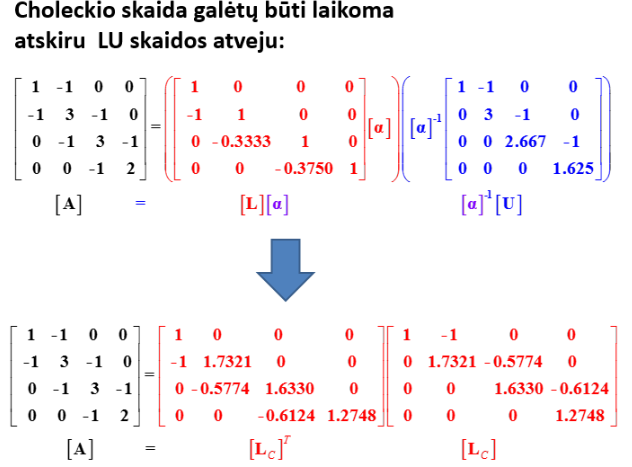 Choleckio skaida galėtų būti laikoma
atskiru LU skaidos atveju:
1 -1 0 0 1 0 0 0 1 -1 0 0
-1 3 -1 0 -1 1 0 0 0 3 -1 0
= [α] [α]-1
0 -1 3 -1 0 -0.3333 1 0 0 0 2.667 -1
0 0 -1 2 0 0 -0.3750 1 0 0 0 1.625
[A] = [L][α] [α]-1[U]
1 -1 0 0 1 0 0 0 1 -1 0 0
-1 3 -1 0 -1 1.7321 0 0 0 1.7321 -0.5774 0
=
0 -1 3 -1 0 -0.5774 1.6330 0 0 0 1.6330 -0.6124
0 0 -1 2 0 0 -0.6124 1.2748 0 0 0 1.2748
[A] = [LC]T [LC]